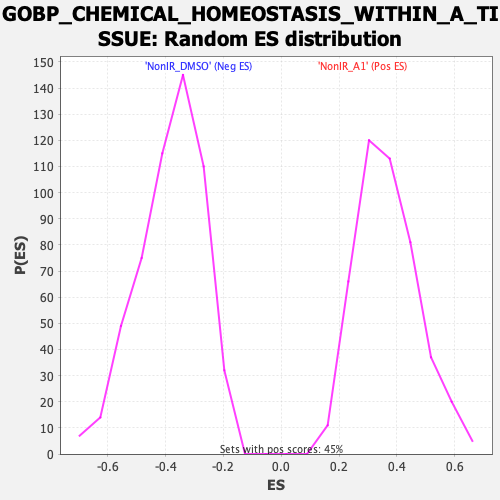 GOBP_CHEMICAL_HOMEOSTASIS_WITHIN_A_TI
SSUE: Random ES distribution
'NonIR_DMSO' (Neg ES) 'NonIR_A1' (Pos ES)
150
140
130
120
110
100
90
80
70
60
50
40
30
20
10
0
P(ES)
Sets with pos scores: 45%
-0.6 -0.4 -0.2 0.0 0.2 0.4 0.6
ES